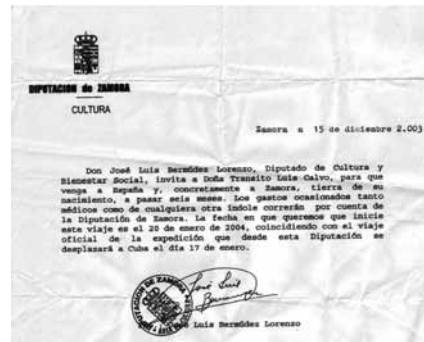 DIPUTACION de ZAMORA
CULTURA
Zamora a 15 de diciembre 2.003
Don José Luis Bermúdez Lorenzo, Diputado de Cultura y
Bienestar Social, invita a Doña Transito Luis Calvo, para que
venga a España y, concretamente a Zamora, tierra de su
nacimiento, a pasar seis meses. Los gastos ocasionados tanto
médicos como de cualquiera otra índole correrán por cuenta de
la Diputación de Zamora. La fecha en que queremos que inicie
este viaje es el 20 de enero de 2004, coincidiendo con el viaje
oficial de la expedición que desde esta Diputación se
desplazará a Cuba el día 17 de enero.
José Luis
Luis Bermúdez Lorenzo